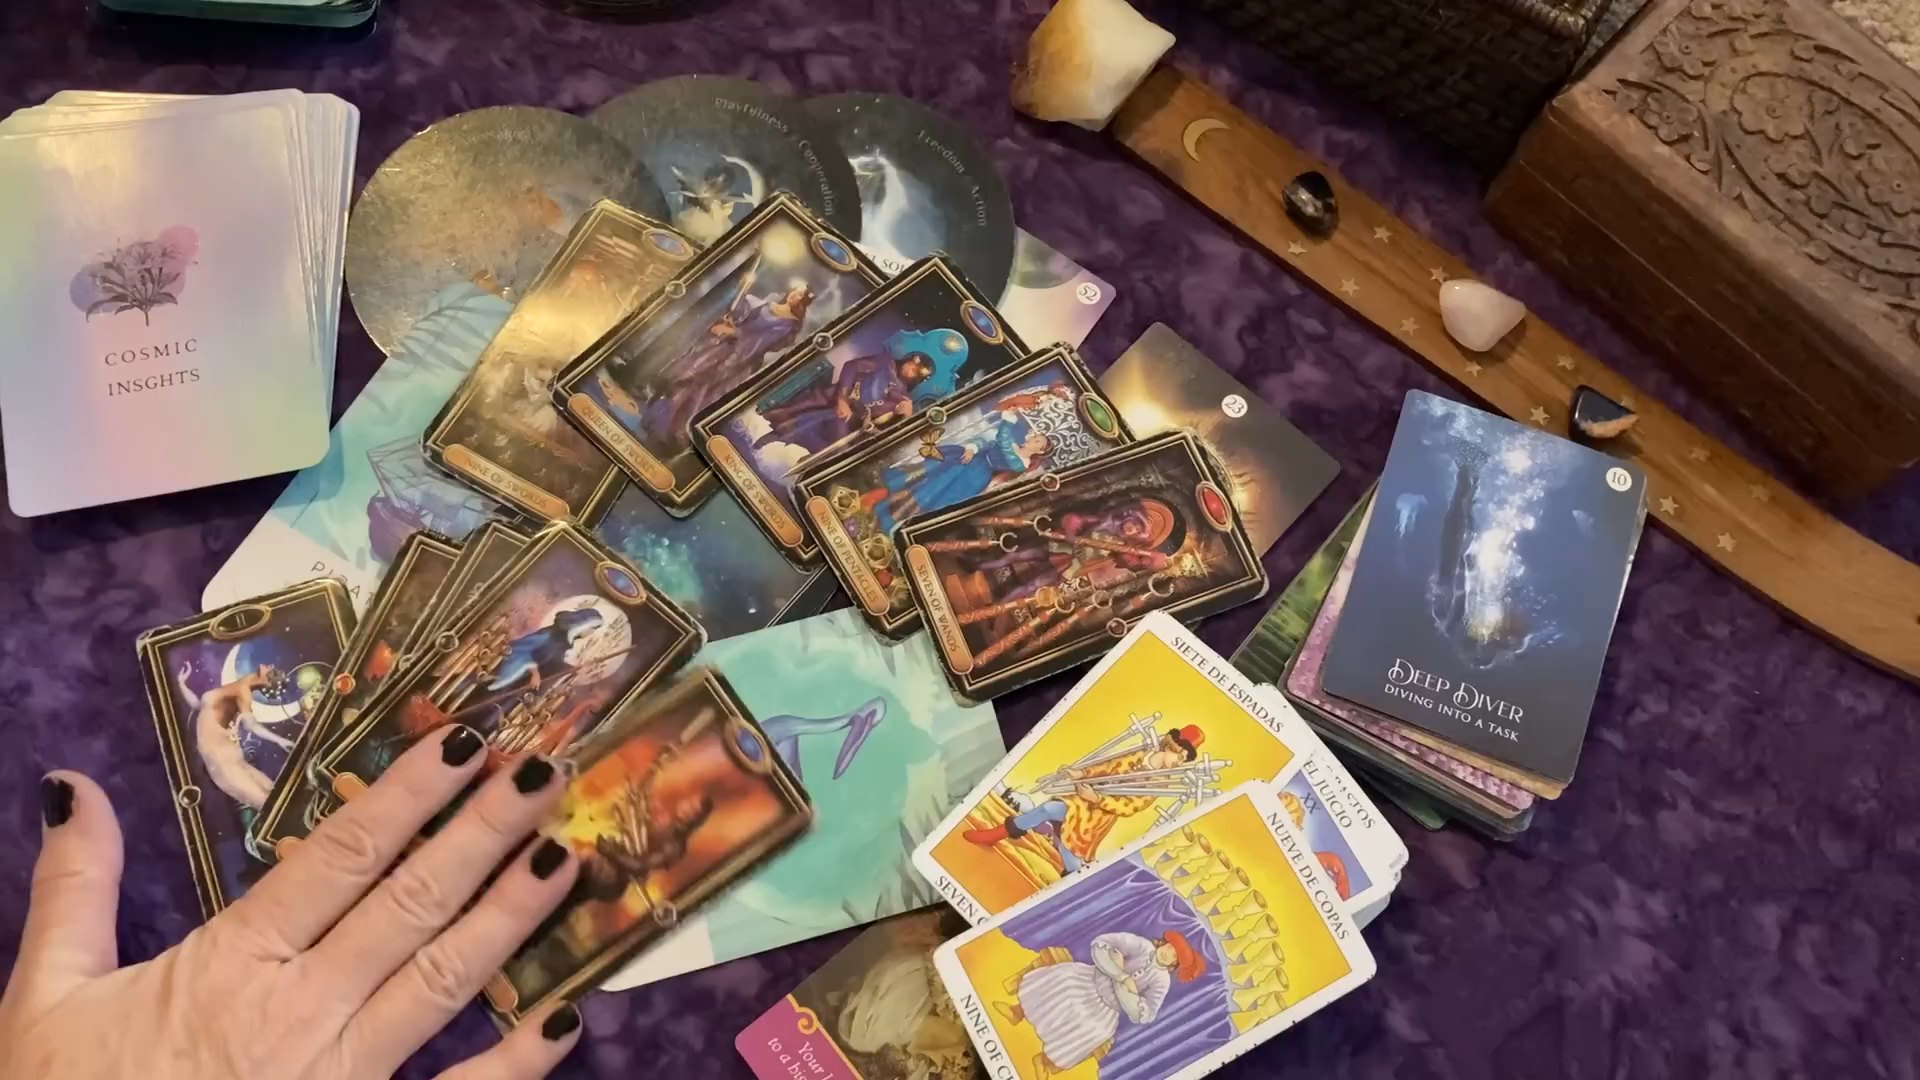 COSMIC
INSGHTS
Playfulness · Cooperation
Freedom · Action
52
23
NINE OF SWORDS
QUEEN OF SWORDS
KING OF SWORDS
NINE OF PENTACLES
SEVEN OF WANDS
II
10
DEEP DIVER
DIVING INTO A TASK
SIETE DE ESPADAS
SEVEN
EL JUICIO
XX
NUEVE DE COPAS
NINE OF
Your
to a